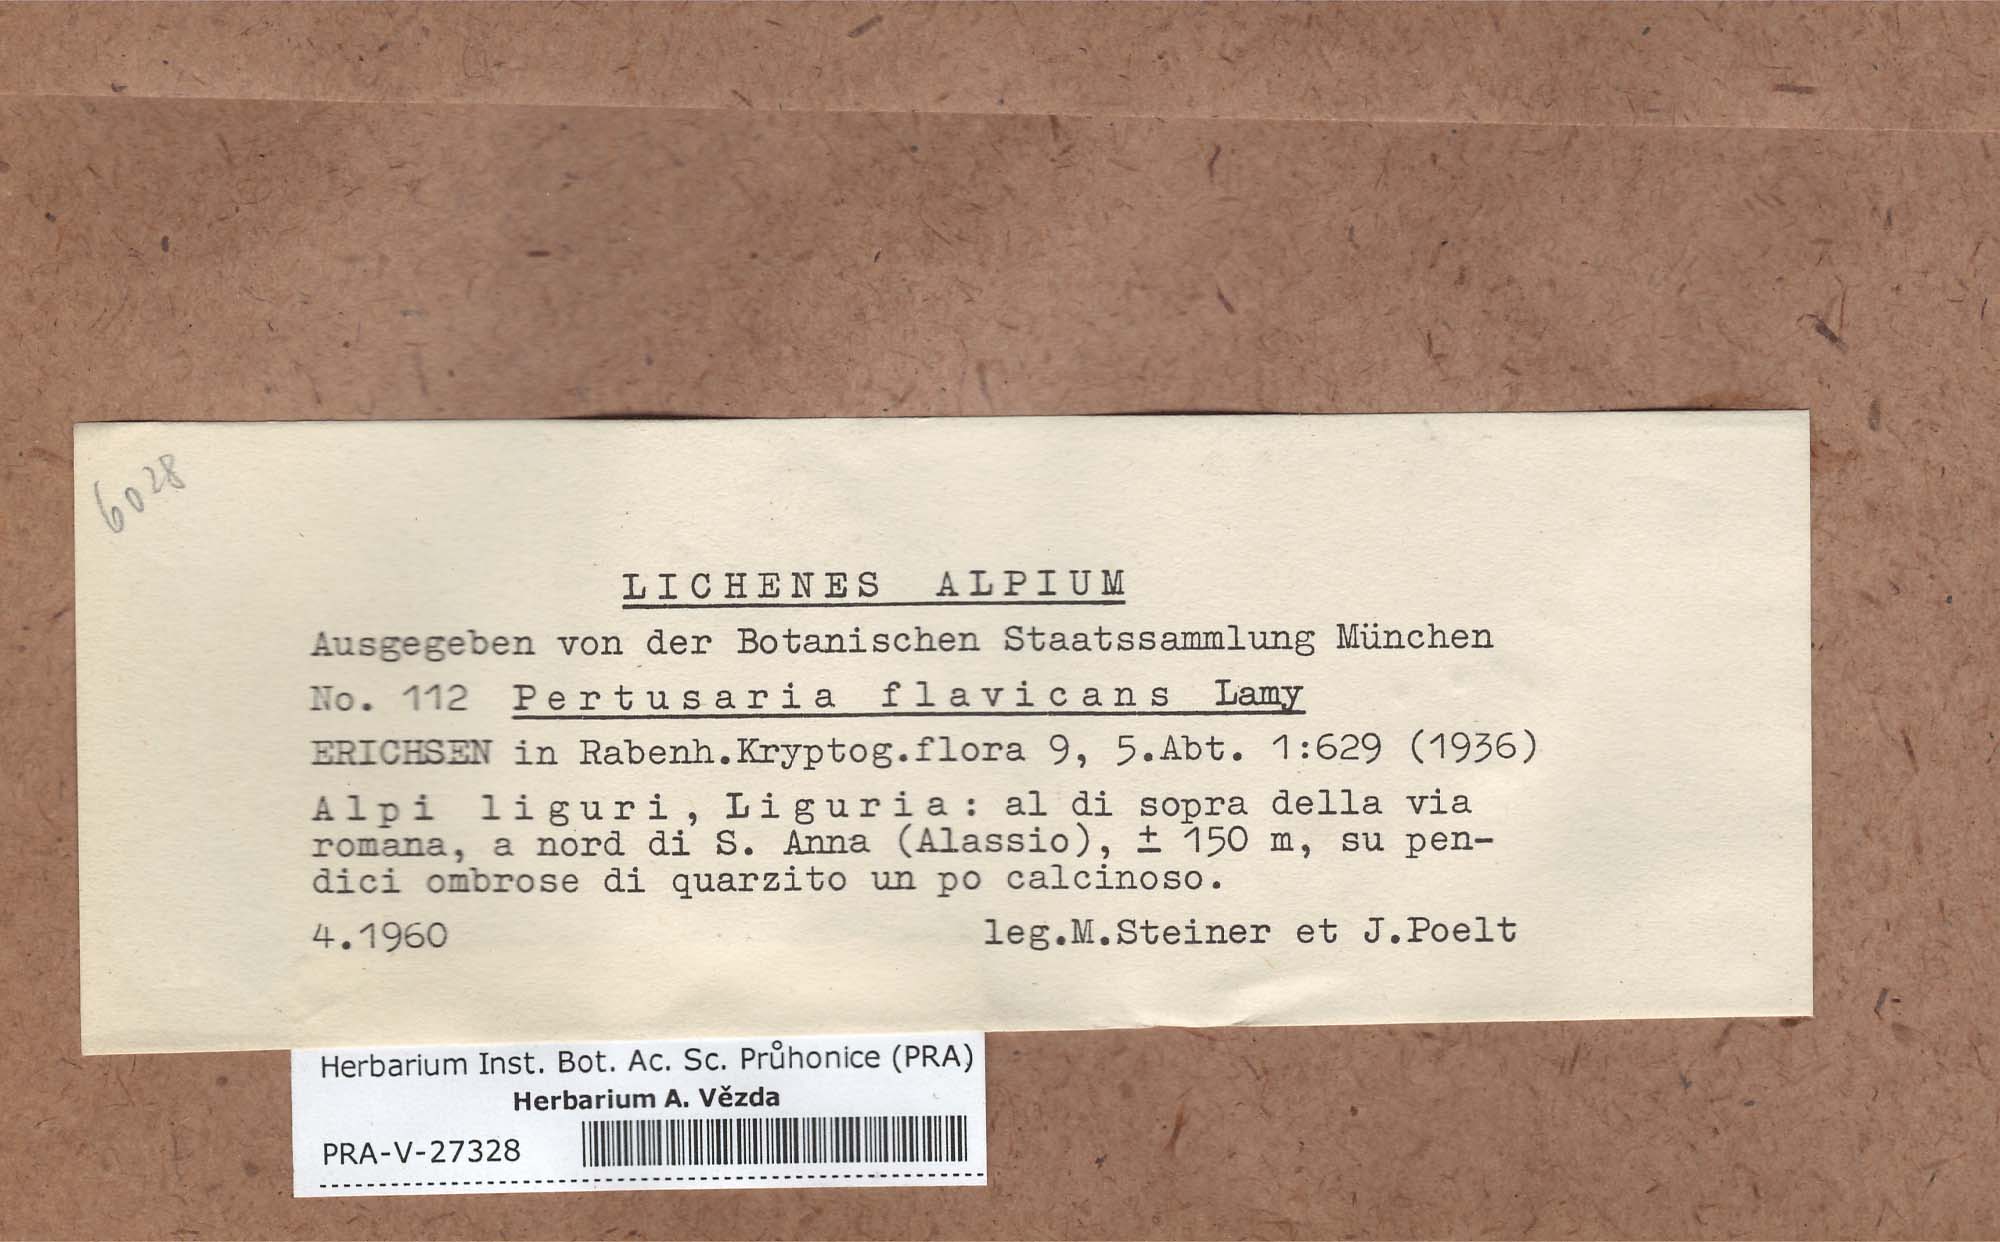 6028
LICHENES ALPIUM
Ausgegeben von der Botanischen Staatssammlung München
No. 112 Pertusaria flavicans Lamy
ERICHSEN in Rabenh.Kryptog.flora 9, 5.Abt. 1:629 (1936)
Alpi liguri, Liguria: al di sopra della via
romana, a nord di S. Anna (Alassio), ± 150 m, su pen-
dici ombrose di quarzito un po calcinoso.
4.1960 leg.M.Steiner et J.Poelt
Herbarium Inst. Bot. Ac. Sc. Průhonice (PRA)
Herbarium A. Vězda
PRA-V-27328